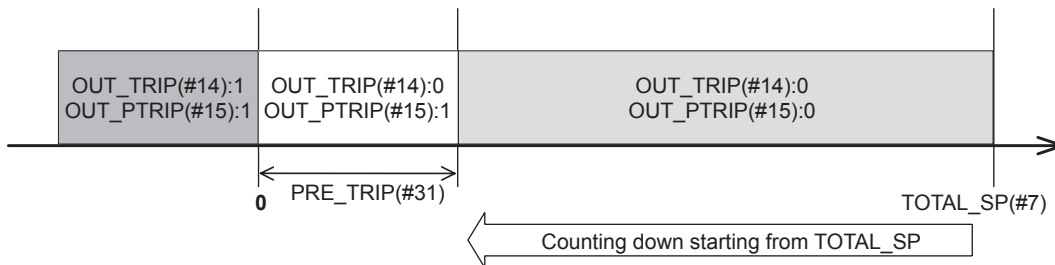 OUT_TRIP(#14):1
OUT_PTRIP(#15):1
OUT_TRIP(#14):0
OUT_PTRIP(#15):1
OUT_TRIP(#14):0
OUT_PTRIP(#15):0
0
PRE_TRIP(#31)
TOTAL_SP(#7)
Counting down starting from TOTAL_SP